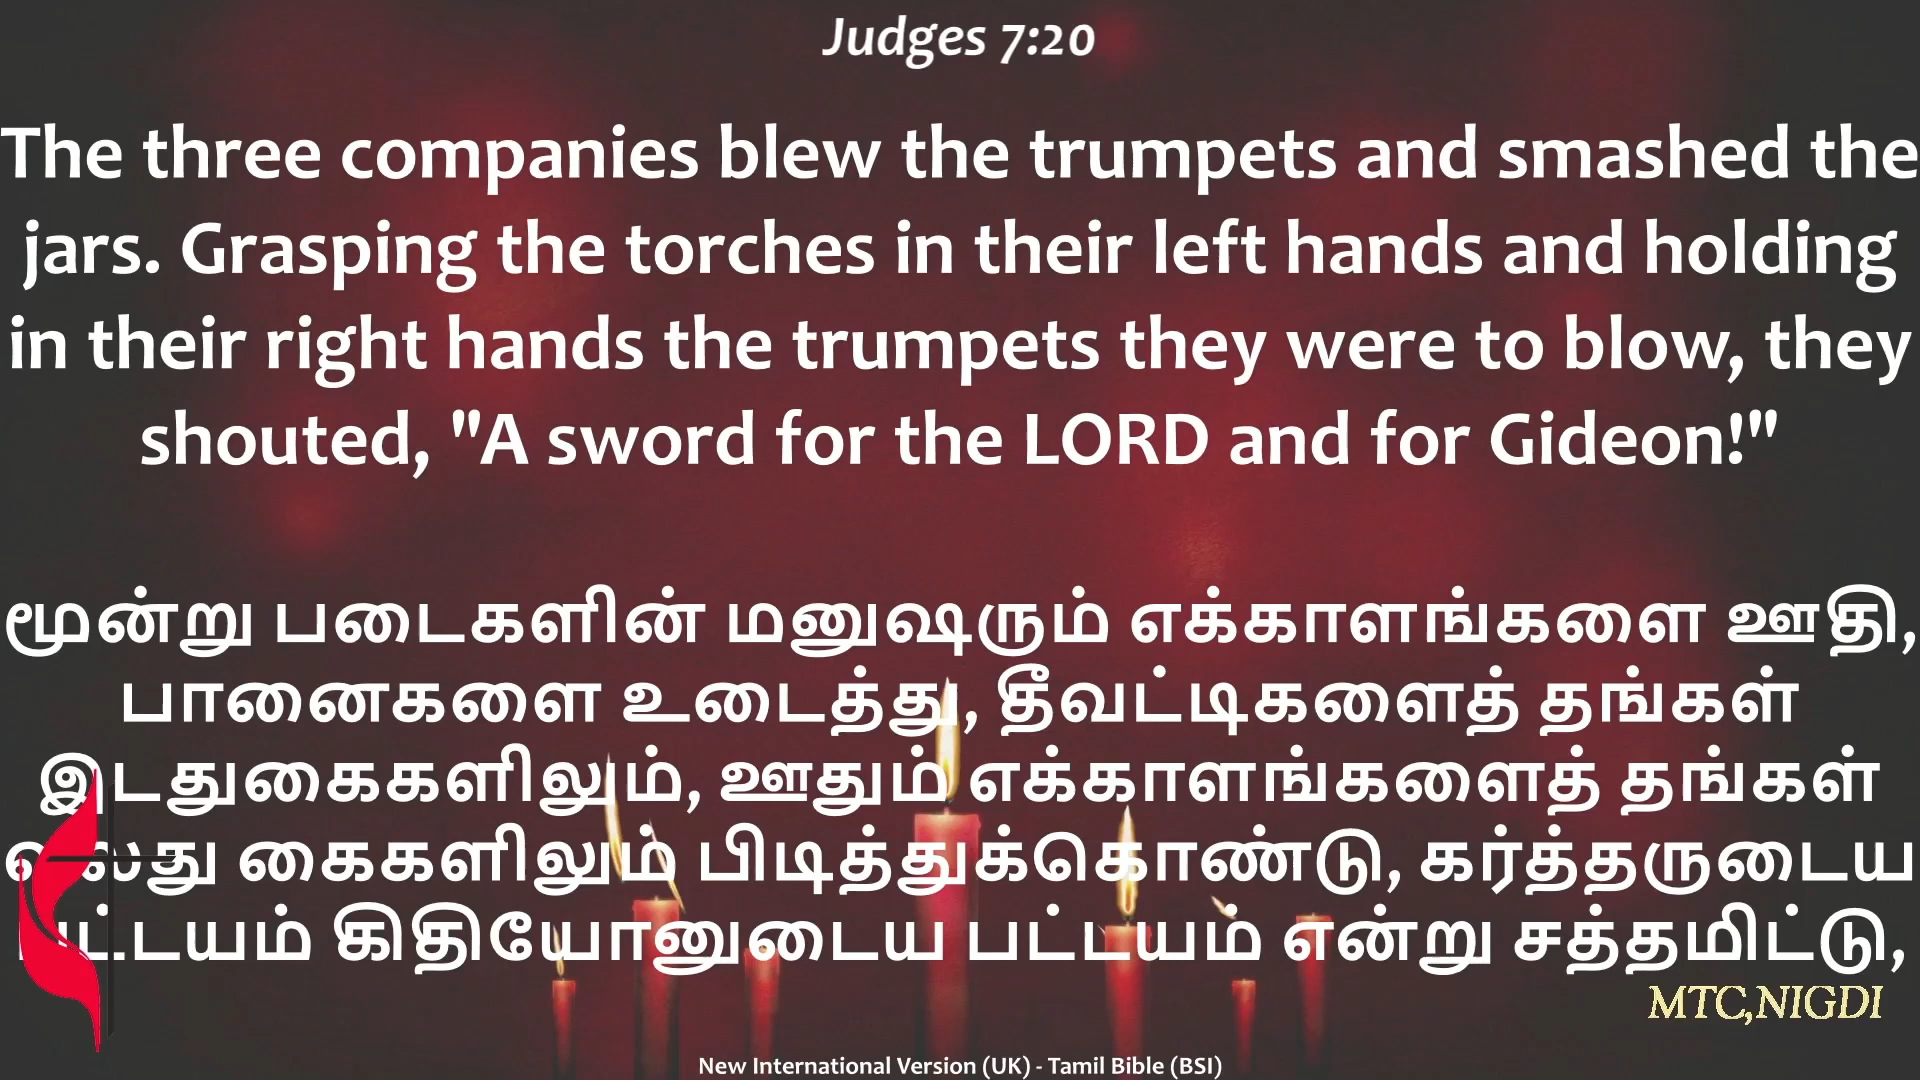 Judges 7:20
The three companies blew the trumpets and smashed the
jars. Grasping the torches in their left hands and holding
in their right hands the trumpets they were to blow, they
shouted, "A sword for the LORD and for Gideon!"
மூன்று படைகளின் மனுஷரும் எக்காளங்களை ஊதி,
பானைகளை உடைத்து, தீவட்டிகளைத் தங்கள்
இடதுகைகளிலும், ஊதும் எக்காளங்களைத் தங்கள்
வலது கைகளிலும் பிடித்துக்கொண்டு, கர்த்தருடைய
பட்டயம் கிதியோனுடைய பட்டயம் என்று சத்தமிட்டு,
MTC,NIGDI
New International Version (UK) - Tamil Bible (BSI)